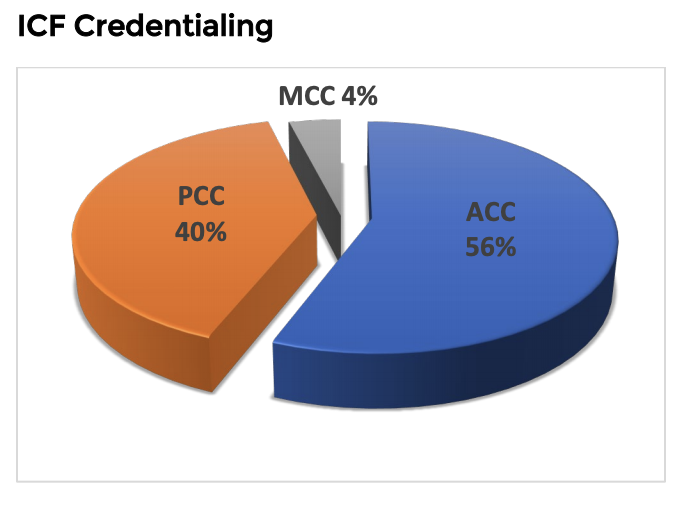 ICF Credentialing
MCC 4%
PCC
40%
ACC
56%